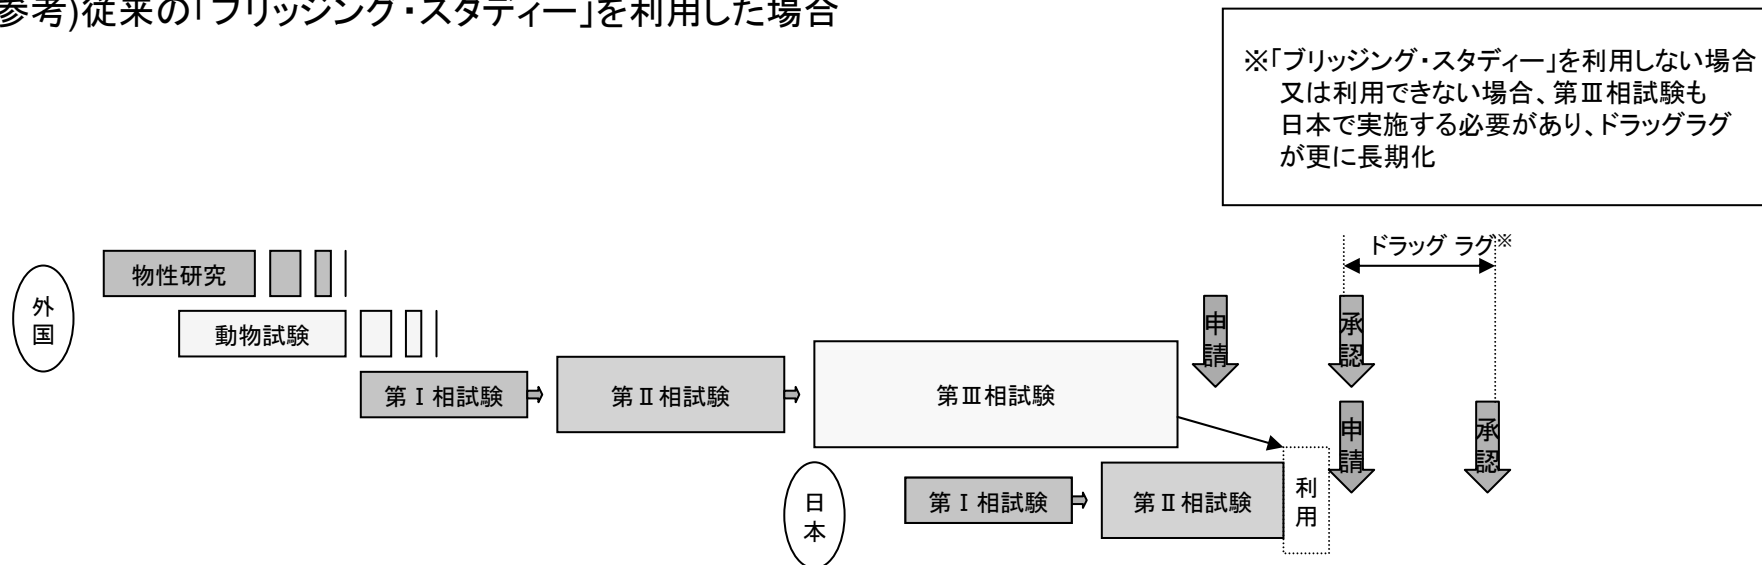 参考)従来の「ブリッジング・スタディー」を利用した場合
※「ブリッジング・スタディー」を利用しない場合
又は利用できない場合、第Ⅲ相試験も
日本で実施する必要があり、ドラッグラグ
が更に長期化
ドラッグ ラグ※
外国
物性研究
動物試験
第Ⅰ相試験
第Ⅱ相試験
第Ⅲ相試験
申請
承認
日本
第Ⅰ相試験
第Ⅱ相試験
利用
申請
承認